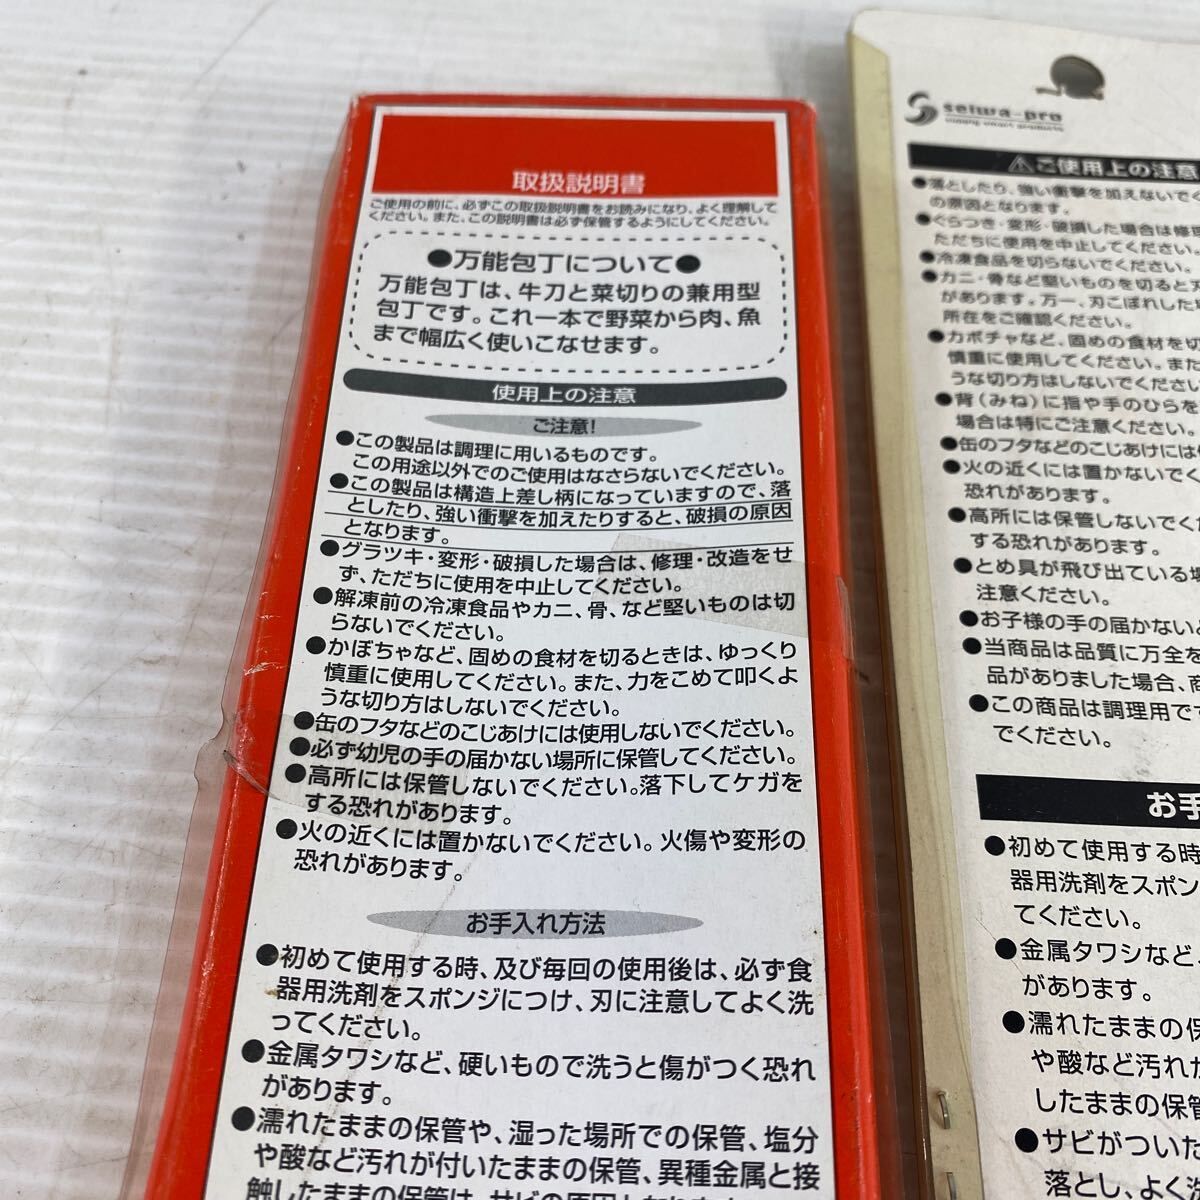 取扱説明書
ご使用の前に、必ずこの取扱説明書をお読みになり、よく理解して
ください。また、この説明書は必ず保管するようにしてください。
●万能包丁について●
万能包丁は、牛刀と菜切りの兼用型
包丁です。これ一本で野菜から肉、魚
まで幅広く使いこなせます。
使用上の注意
ご注意!
●この製品は調理に用いるものです。
この用途以外でのご使用はなさらないでください。
●この製品は構造上差し柄になっていますので、落
としたり、強い衝撃を加えたりすると、破損の原因
となります。
●グラツキ・変形・破損した場合は、修理・改造をせ
ず、ただちに使用を中止してください。
●解凍前の冷凍食品やカニ、骨、など堅いものは切
らないでください。
●かぼちゃなど、固めの食材を切るときは、ゆっくり
慎重に使用してください。また、力をこめて叩くよ
うな切り方はしないでください。
●缶のフタなどのこじあけには使用しないでください。
●必ず幼児の手の届かない場所に保管してください。
●高所には保管しないでください。落下してケガを
する恐れがあります。
●火の近くには置かないでください。火傷や変形の
恐れがあります。
お手入れ方法
●初めて使用する時、及び毎回の使用後は、必ず食
器用洗剤をスポンジにつけ、刃に注意してよく洗
ってください。
●金属タワシなど、硬いもので洗うと傷がつく恐れ
があります。
●濡れたままの保管や、湿った場所での保管、塩分
や酸など汚れが付いたままの保管、異種金属と接
触したままの保管は、サビの原因となります。
seiwa-pro
⚠ご使用上の注意
●落としたり、強い衝撃を加えないで
の原因となります。
●ぐらつき・変形・破損した場合は修理
ただちに使用を中止してください。
●冷凍食品を切らないでください。
●カニ・骨など堅いものを切ると刃
があります。万一、刃こぼれした
所在をご確認ください。
●カボチャなど、固めの食材を切
慎重に使用してください。また
うな切り方はしないでください
●背(みね)に指や手のひらを
場合は特にご注意ください。
●缶のフタなどのこじあけには
●火の近くには置かないでく
恐れがあります。
●高所には保管しないでくだ
する恐れがあります。
●とめ具が飛び出ている場
注意ください。
●お子様の手の届かない
●当商品は品質に万全を
品がありました場合、商
●この商品は調理用です
でください。
お手
●初めて使用する時
器用洗剤をスポン
てください。
●金属タワシなど、
があります。
●濡れたままの保
や酸など汚れが
したままの保管
●サビがついた
落とし、よく洗